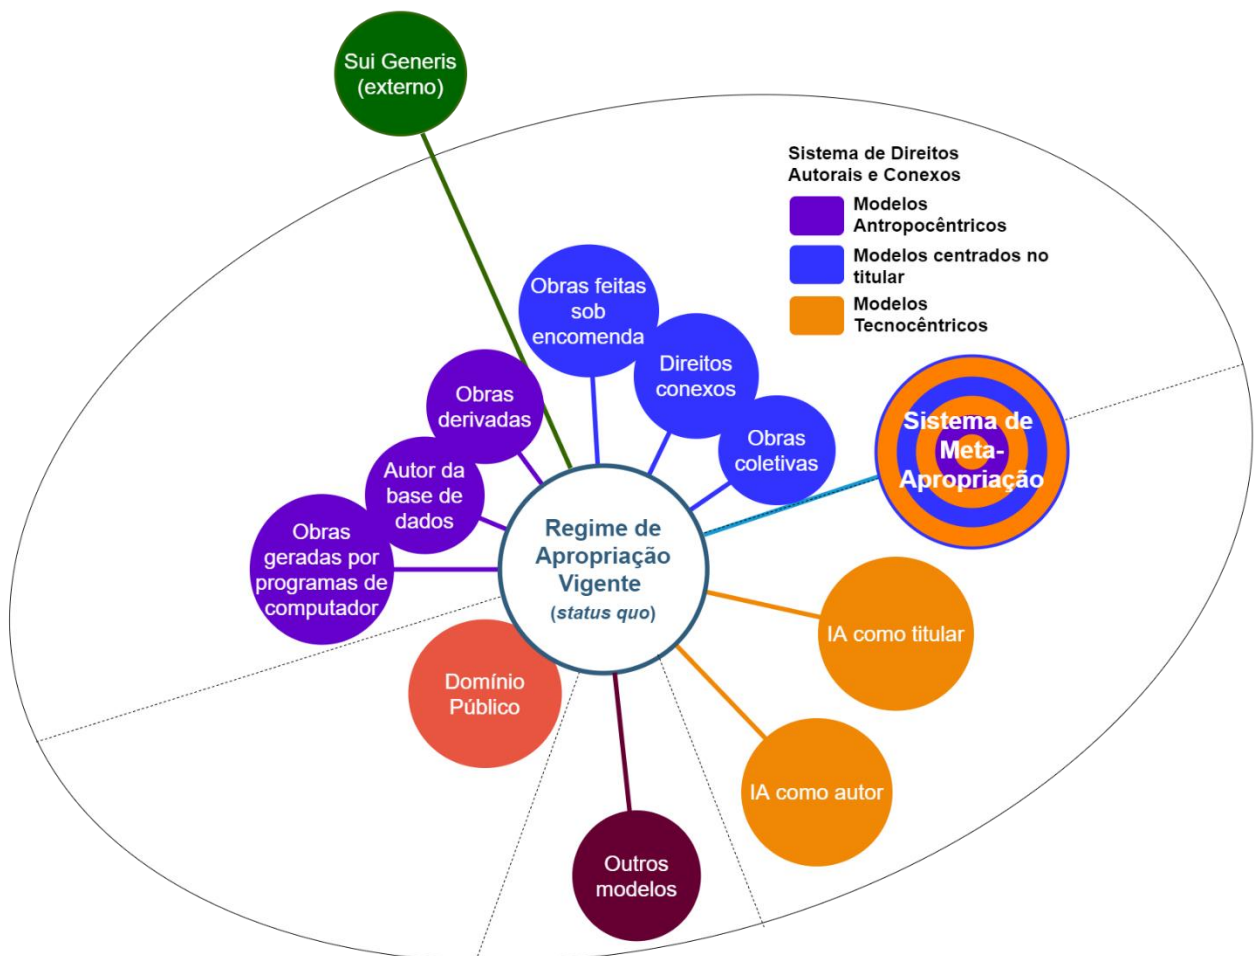 Sui Generis
(externo)
Sistema de Direitos
Autorais e Conexos
Modelos
Antropocêntricos
Modelos centrados no
titular
Modelos
Tecnocêntricos
Obras feitas
sob
encomenda
Direitos
conexos
Obras
coletivas
Obras
derivadas
Autor da
base de
dados
Obras
geradas por
programas de
computador
Sistema de
Meta-
Apropriação
Regime de
Apropriação
Vigente
(status quo)
IA como titular
Domínio
Público
IA como autor
Outros
modelos